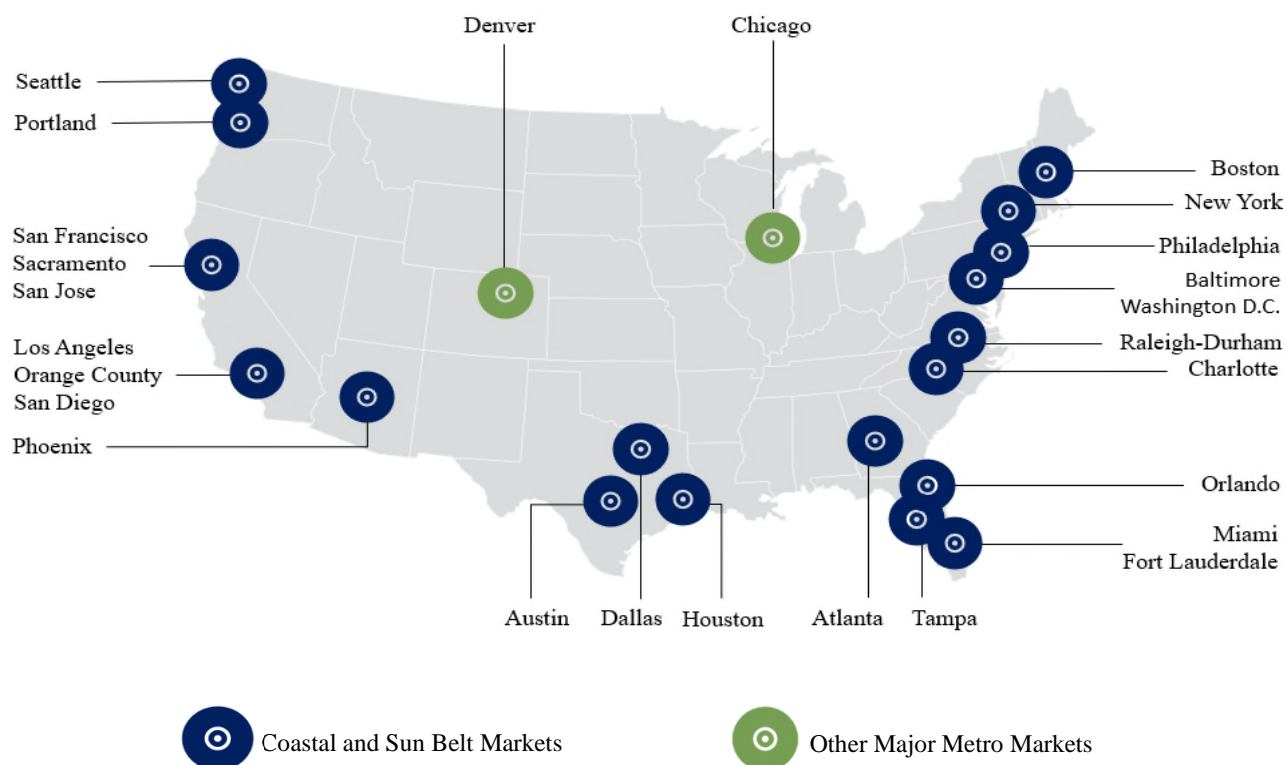 Denver
Chicago
Seattle
Portland
San Francisco
Sacramento
San Jose
Los Angeles
Orange County
San Diego
Phoenix
Boston
New York
Philadelphia
Baltimore
Washington D.C.
Raleigh-Durham
Charlotte
Orlando
Miami
Fort Lauderdale
Austin
Dallas
Houston
Atlanta
Tampa
Coastal and Sun Belt Markets
Other Major Metro Markets